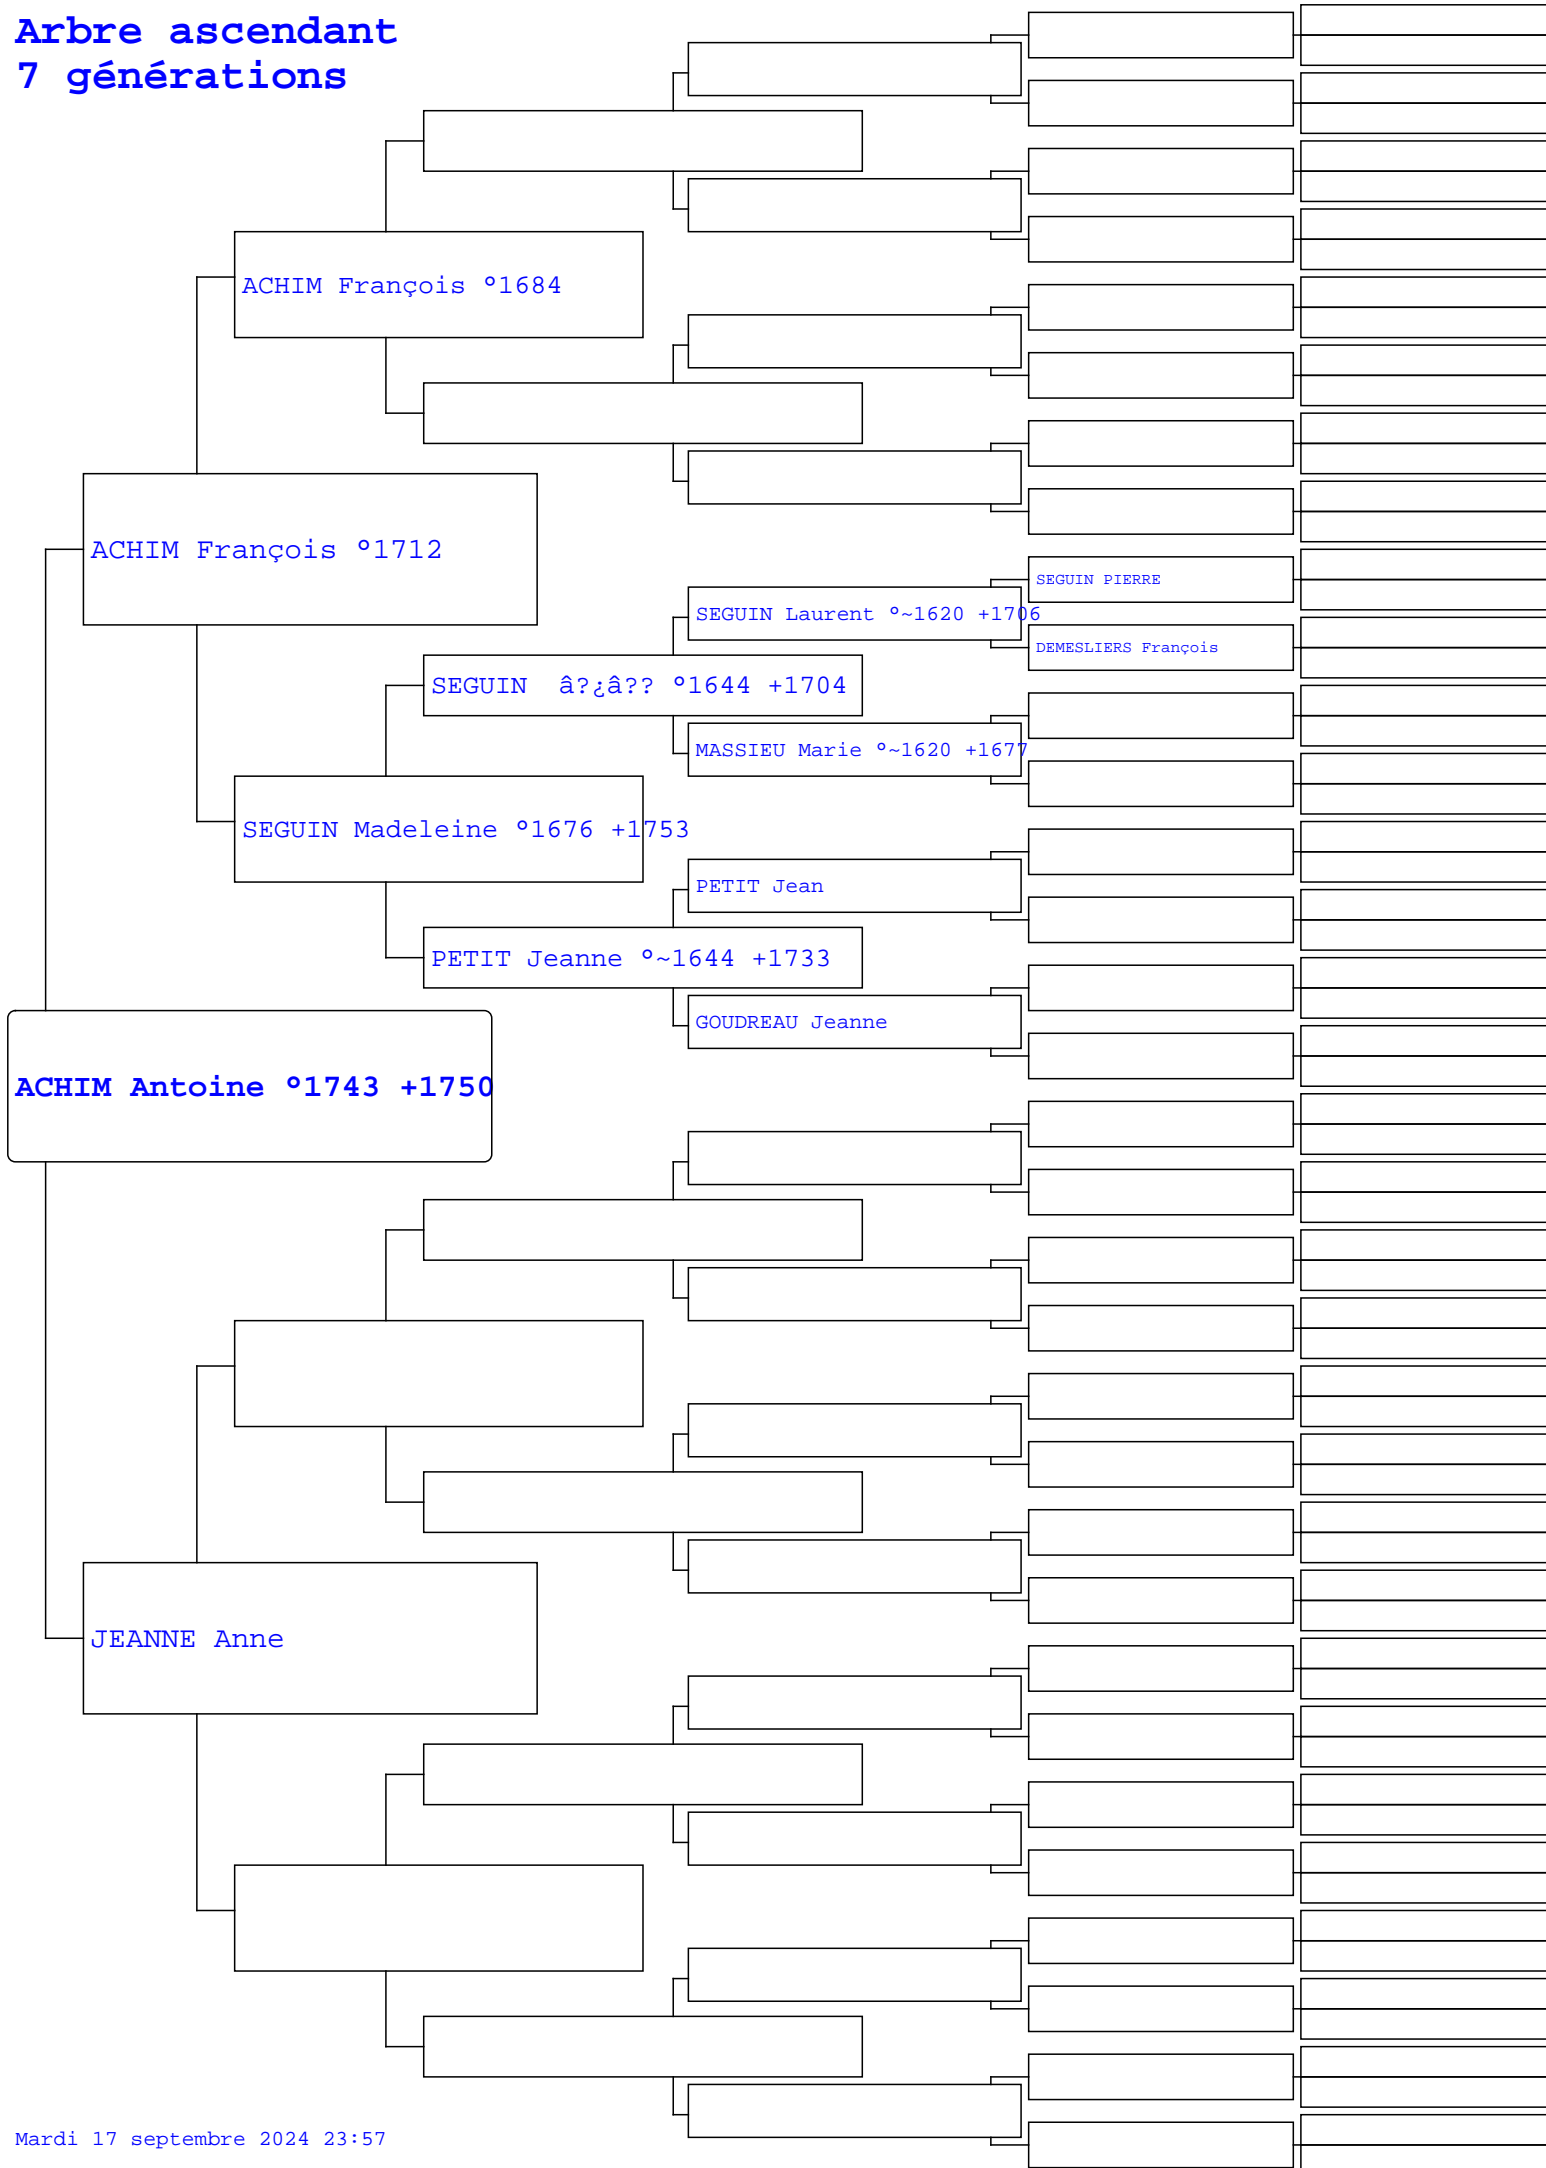 Arbre ascendant
7 générations
ACHIM François °1684
ACHIM François °1712
SEGUIN PIERRE
SEGUIN Laurent °~1620 +1706
DEMESLIERS François
SEGUIN  â?¿â?? °1644 +1704
MASSIEU Marie °~1620 +1677
SEGUIN Madeleine °1676 +1753
PETIT Jean
PETIT Jeanne °~1644 +1733
GOUDREAU Jeanne
ACHIM Antoine °1743 +1750
JEANNE Anne
Mardi 17 septembre 2024 23:57